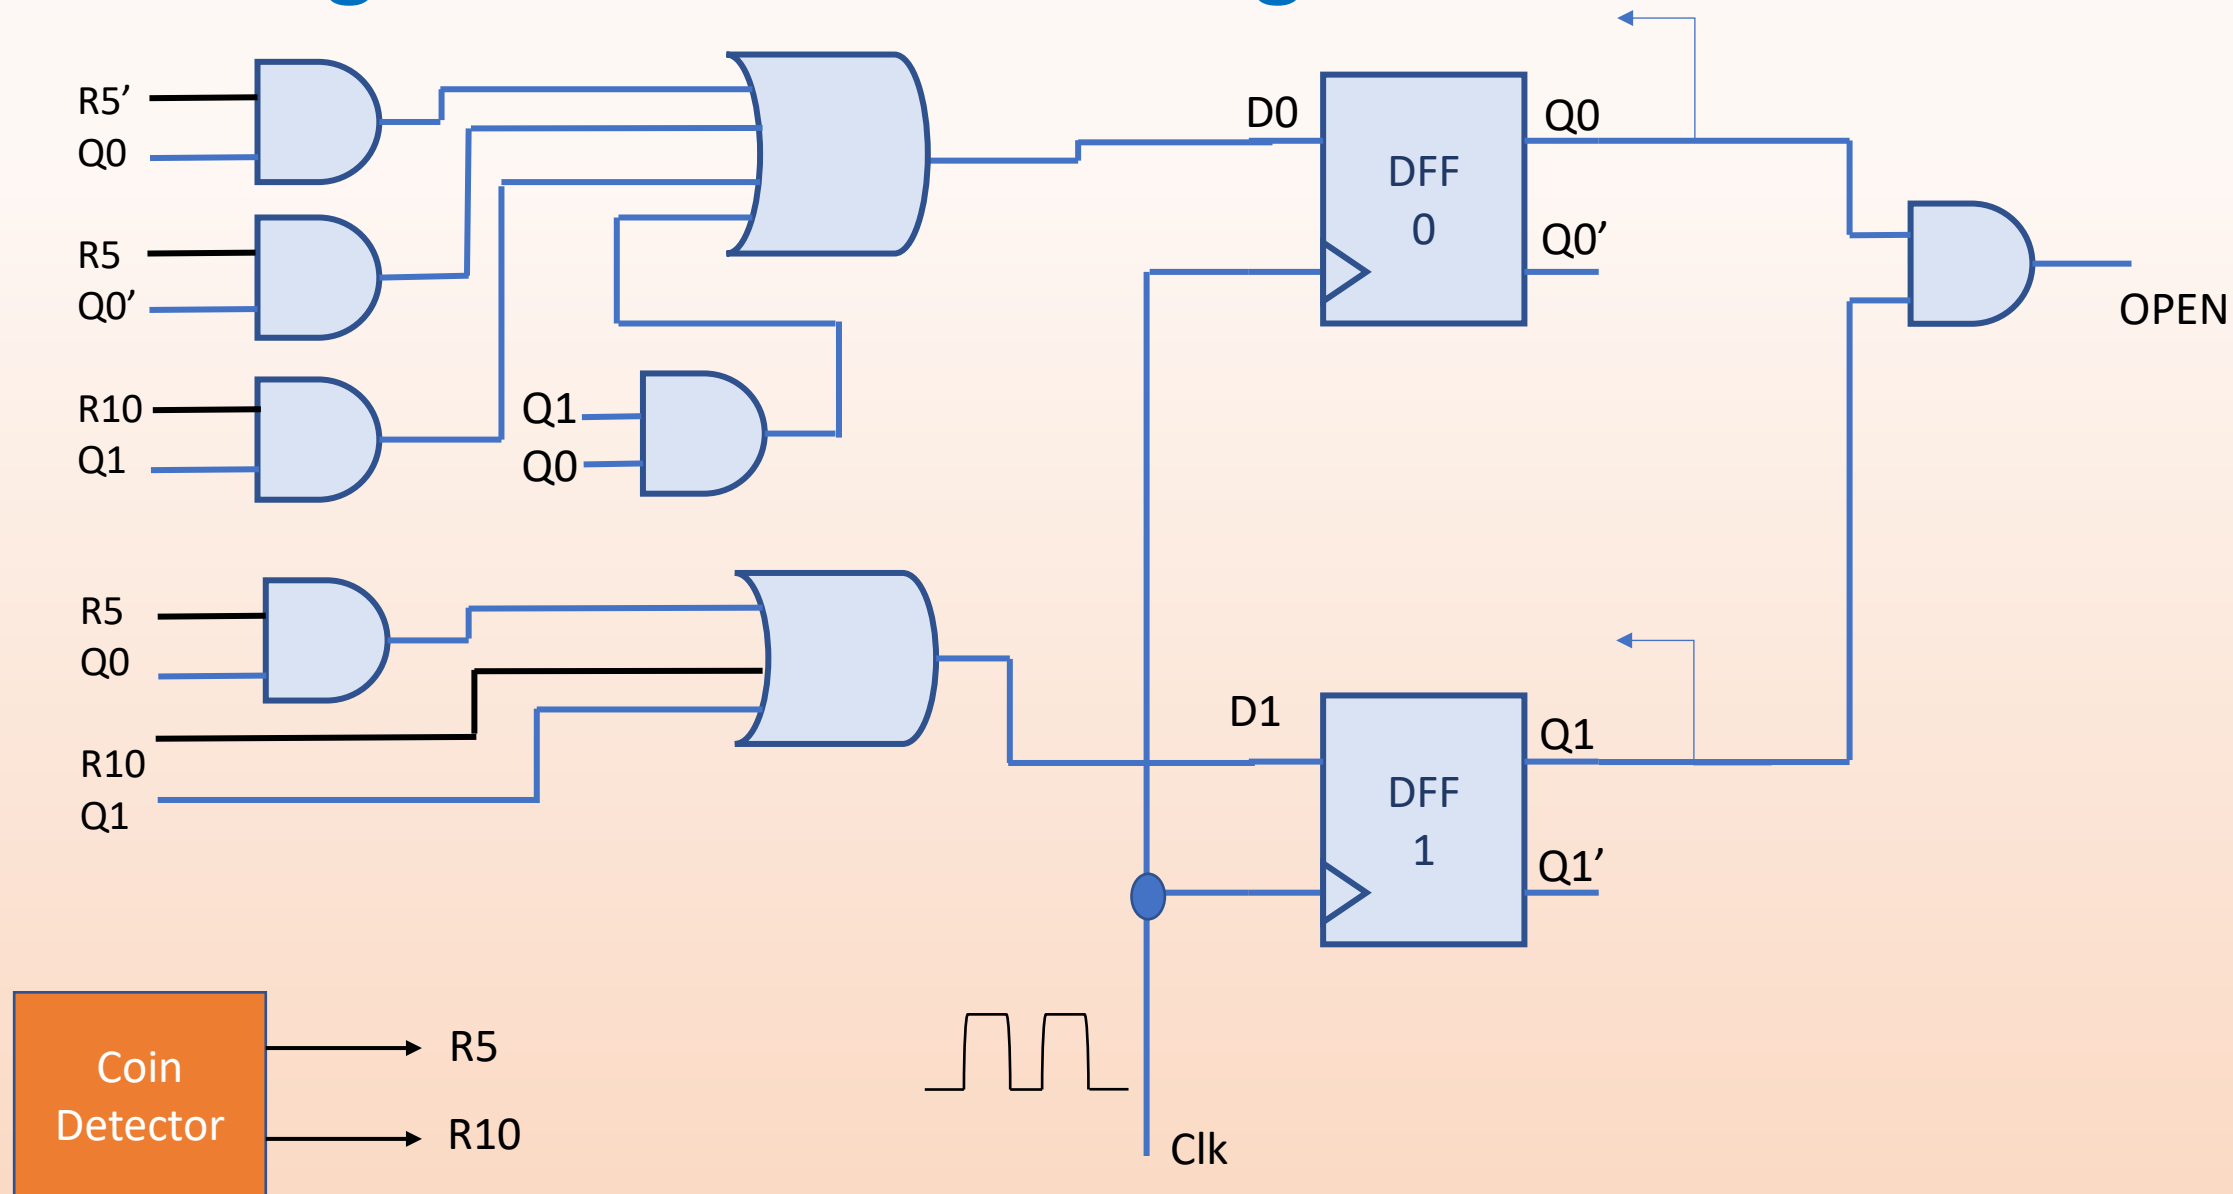 R5’
Q0
R5
Q0’
R10
Q1
Q1
Q0
D0
DFF
0
Q0
Q0’
OPEN
R5
Q0
R10
Q1
D1
DFF
1
Q1
Q1’
Coin
Detector
R5
R10
Clk